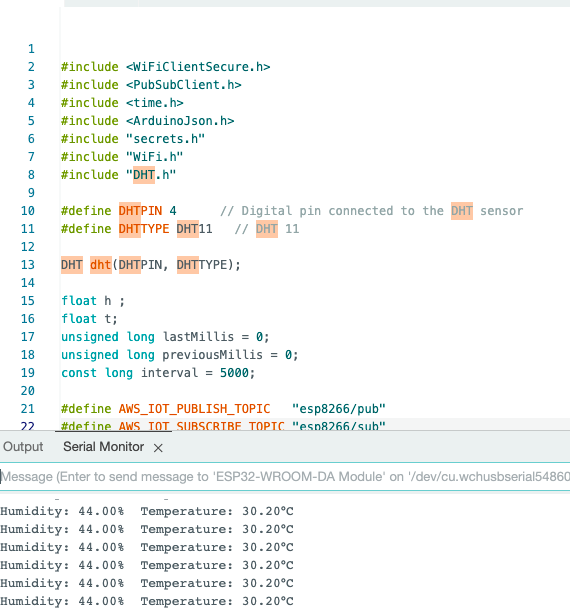 1
2 #include <WiFiClientSecure.h>
3 #include <PubSubClient.h>
4 #include <time.h>
5 #include <ArduinoJson.h>
6 #include "secrets.h"
7 #include "WiFi.h"
8 #include "DHT.h"
9
10 #define DHTPIN 4      // Digital pin connected to the DHT sensor
11 #define DHTTYPE DHT11   // DHT 11
12
13 DHT dht(DHTPIN, DHTTYPE);
14
15 float h ;
16 float t;
17 unsigned long lastMillis = 0;
18 unsigned long previousMillis = 0;
19 const long interval = 5000;
20
21 #define AWS_IOT_PUBLISH_TOPIC   "esp8266/pub"
22 #define AWS_IOT_SUBSCRIBE_TOPIC "esp8266/sub"
Output Serial Monitor ×
Message (Enter to send message to 'ESP32-WROOM-DA Module' on '/dev/cu.wchusbserial54860
Humidity: 44.00%  Temperature: 30.20°C
Humidity: 44.00%  Temperature: 30.20°C
Humidity: 44.00%  Temperature: 30.20°C
Humidity: 44.00%  Temperature: 30.20°C
Humidity: 44.00%  Temperature: 30.20°C
Humidity: 44.00%  Temperature: 30.20°C